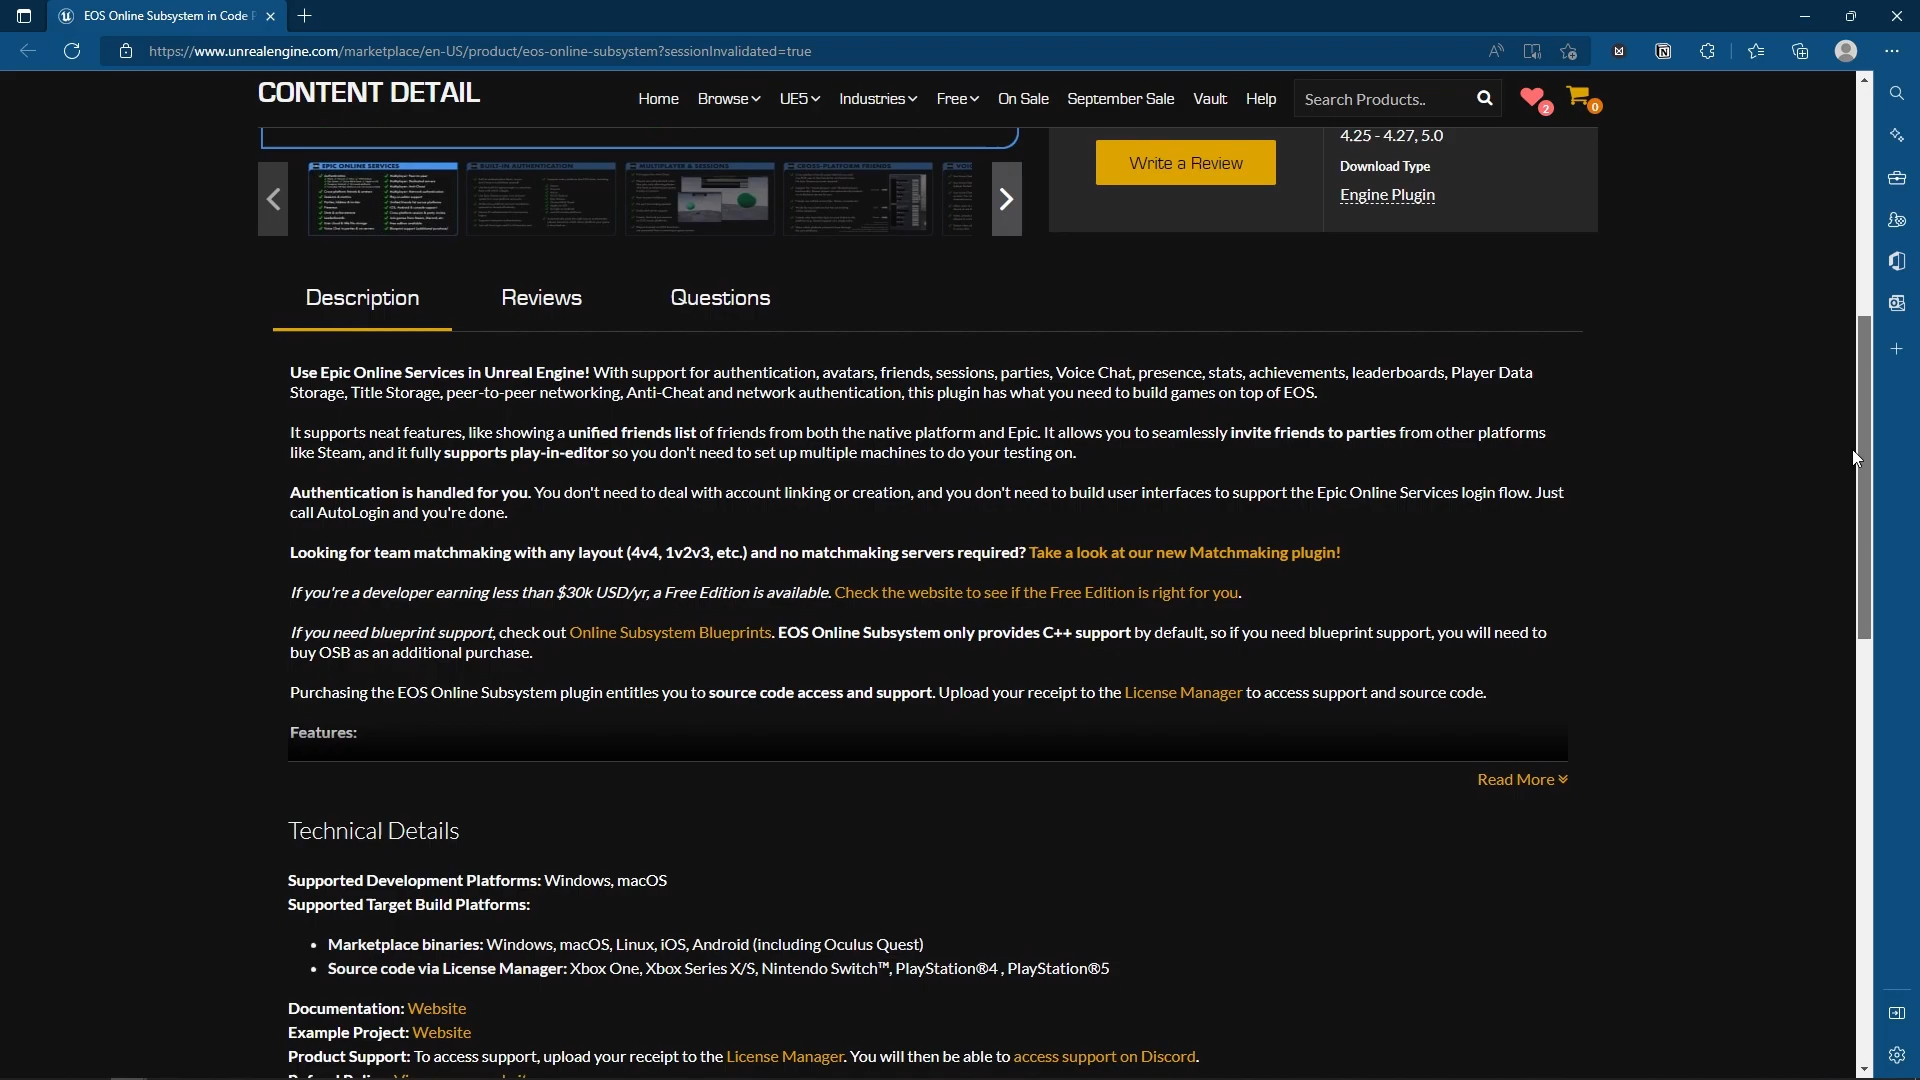 EOS Online Subsystem in Code P
https://www.unrealengine.com/marketplace/en-US/product/eos-online-subsystem?sessionInvalidated=true
CONTENT DETAIL
Home Browse UE5 Industries Free On Sale September Sale Vault Help Search Products.. 2 0
4.25 - 4.27, 5.0
Write a Review
Download Type
Engine Plugin
EPIC ONLINE SERVICES
BUILT-IN AUTHENTICATION
MULTIPLAYER & SESSIONS
CROSS-PLATFORM FRIENDS
Description Reviews Questions
Use Epic Online Services in Unreal Engine! With support for authentication, avatars, friends, sessions, parties, Voice Chat, presence, stats, achievements, leaderboards, Player Data
Storage, Title Storage, peer-to-peer networking, Anti-Cheat and network authentication, this plugin has what you need to build games on top of EOS.
It supports neat features, like showing a unified friends list of friends from both the native platform and Epic. It allows you to seamlessly invite friends to parties from other platforms
like Steam, and it fully supports play-in-editor so you don't need to set up multiple machines to do your testing on.
Authentication is handled for you. You don't need to deal with account linking or creation, and you don't need to build user interfaces to support the Epic Online Services login flow. Just
call AutoLogin and you're done.
Looking for team matchmaking with any layout (4v4, 1v2v3, etc.) and no matchmaking servers required? Take a look at our new Matchmaking plugin!
If you're a developer earning less than $30k USD/yr, a Free Edition is available. Check the website to see if the Free Edition is right for you.
If you need blueprint support, check out Online Subsystem Blueprints. EOS Online Subsystem only provides C++ support by default, so if you need blueprint support, you will need to
buy OSB as an additional purchase.
Purchasing the EOS Online Subsystem plugin entitles you to source code access and support. Upload your receipt to the License Manager to access support and source code.
Features:
Read More
Technical Details
Supported Development Platforms: Windows, macOS
Supported Target Build Platforms:
• Marketplace binaries: Windows, macOS, Linux, iOS, Android (including Oculus Quest)
• Source code via License Manager: Xbox One, Xbox Series X/S, Nintendo Switch™, PlayStation®4 , PlayStation®5
Documentation: Website
Example Project: Website
Product Support: To access support, upload your receipt to the License Manager. You will then be able to access support on Discord.